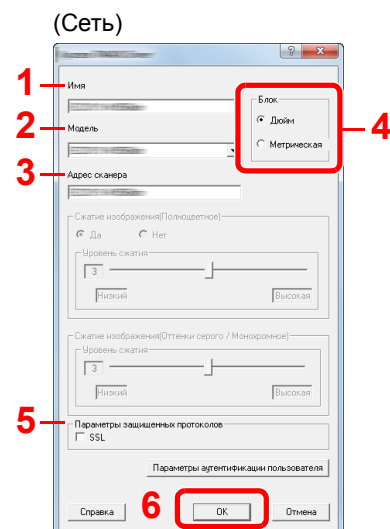 (Сеть)
1
Имя
Блок
Дюйм
4
2
Модель
Метрическая
3
Адрес сканера
Сжатие изображения(Полноцветное)
Да Нет
Уровень сжатия
3
Низкий Высокая
Сжатие изображения(Оттенки серого / Монохромное)
Уровень сжатия
3
Низкий Высокая
5
Параметры защищенных протоколов
SSL
Параметры аутентификации пользователя
Справка 6 OK Отмена